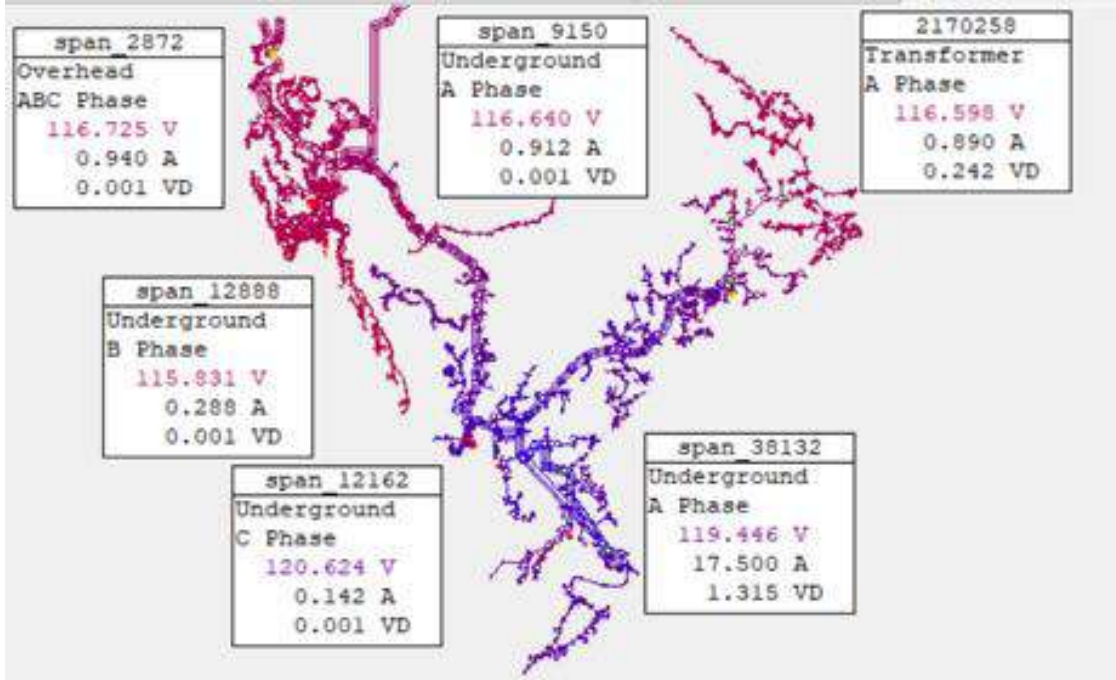 span_2872
Overhead
ABC Phase
116.725 V
0.940 A
0.001 VD
span_9150
Underground
A Phase
116.640 V
0.912 A
0.001 VD
2170258
Transformer
A Phase
116.598 V
0.890 A
0.242 VD
span_12888
Underground
B Phase
115.831 V
0.288 A
0.001 VD
span_12162
Underground
C Phase
120.624 V
0.142 A
0.001 VD
span_38132
Underground
A Phase
119.446 V
17.500 A
1.315 VD